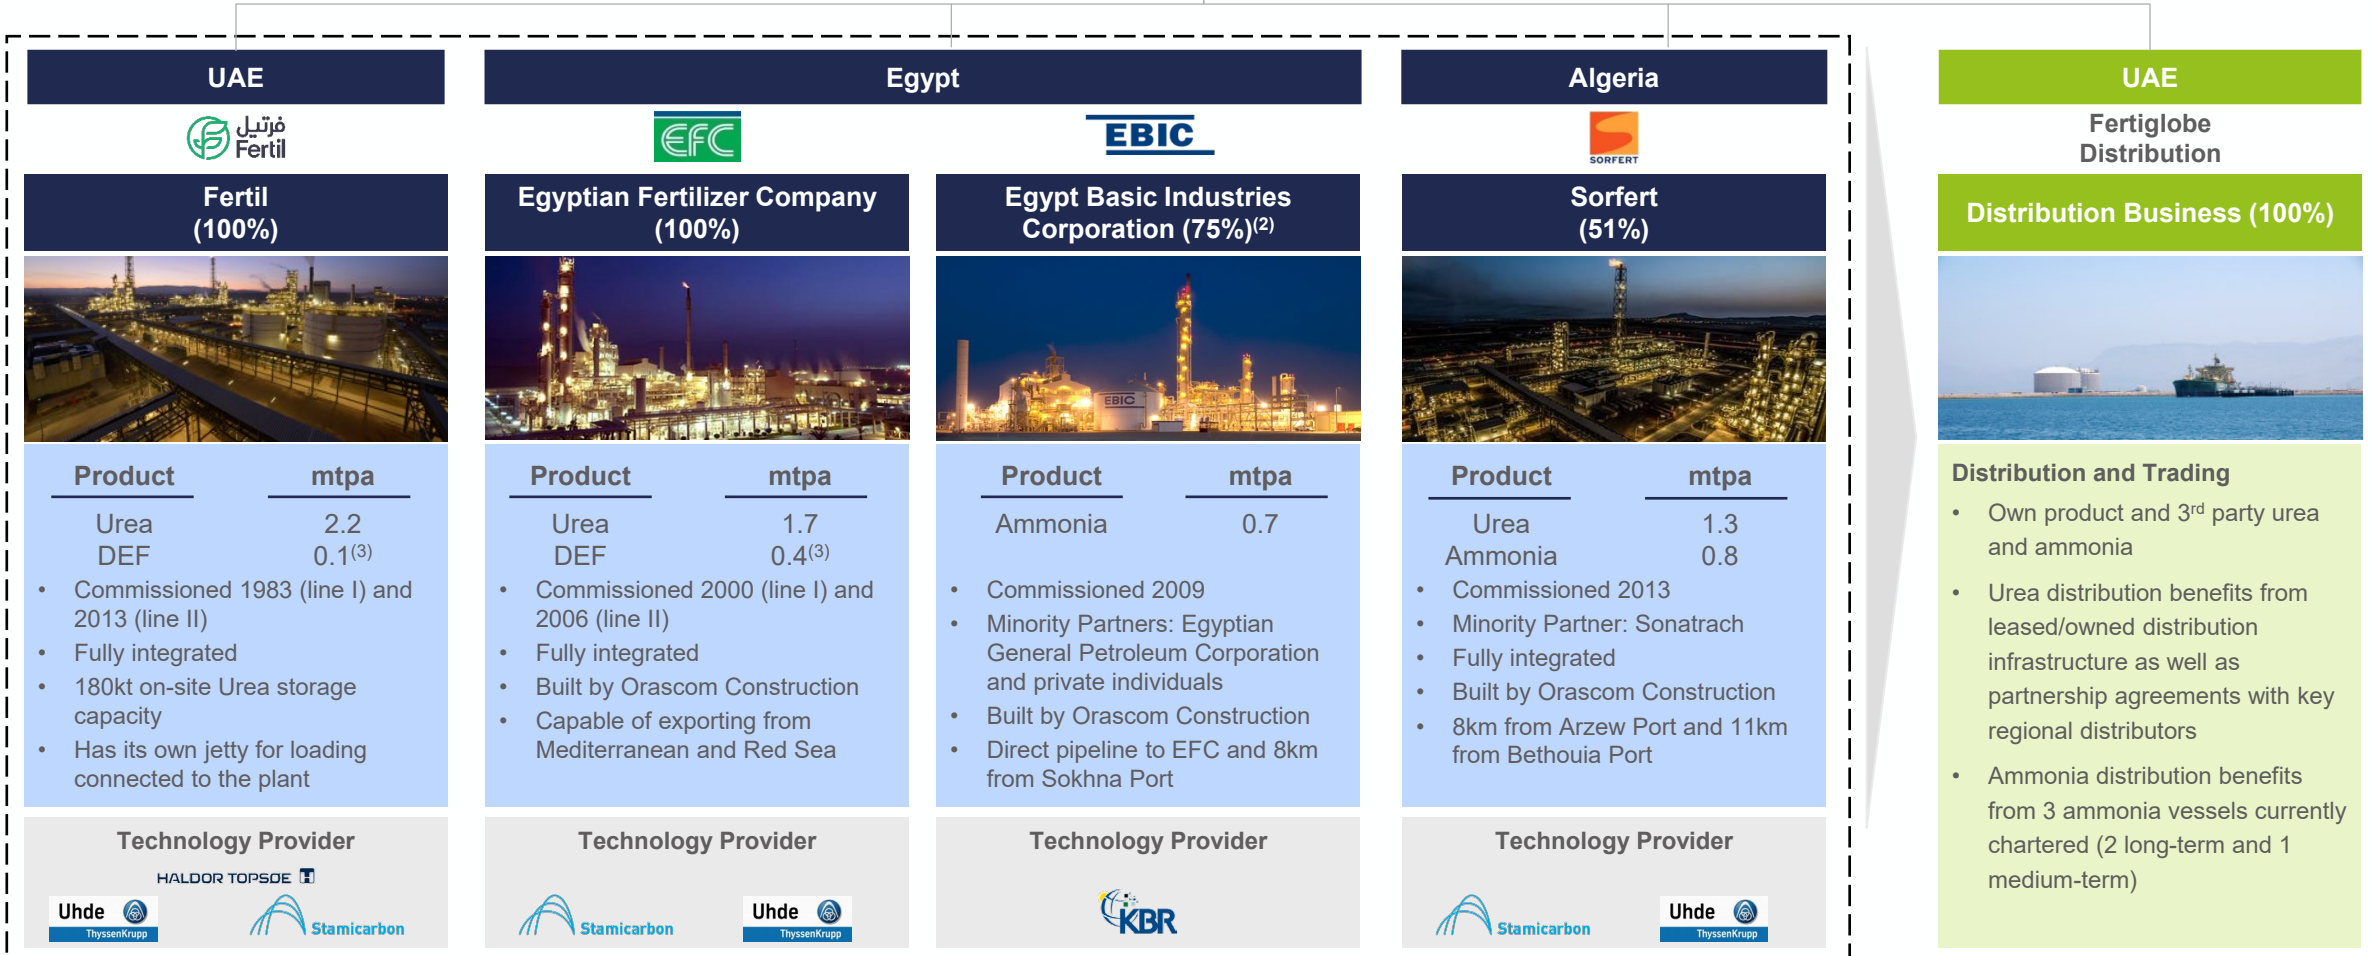 UAE
فرتيل
Fertil
Fertil
(100%)
Product mtpa
Urea 2.2
DEF 0.1(3)
• Commissioned 1983 (line I) and
2013 (line II)
• Fully integrated
• 180kt on-site Urea storage
capacity
• Has its own jetty for loading
connected to the plant
Technology Provider
HALDOR TOPSØE
Uhde
ThyssenKrupp
Stamicarbon
Egypt
EFC
Egyptian Fertilizer Company
(100%)
Product mtpa
Urea 1.7
DEF 0.4(3)
• Commissioned 2000 (line I) and
2006 (line II)
• Fully integrated
• Built by Orascom Construction
• Capable of exporting from
Mediterranean and Red Sea
Technology Provider
Stamicarbon
Uhde
ThyssenKrupp
EBIC
Egypt Basic Industries
Corporation (75%)(2)
EBIC
Product mtpa
Ammonia 0.7
• Commissioned 2009
• Minority Partners: Egyptian
General Petroleum Corporation
and private individuals
• Built by Orascom Construction
• Direct pipeline to EFC and 8km
from Sokhna Port
Technology Provider
KBR
Algeria
SORFERT
Sorfert
(51%)
Product mtpa
Urea 1.3
Ammonia 0.8
• Commissioned 2013
• Minority Partner: Sonatrach
• Fully integrated
• Built by Orascom Construction
• 8km from Arzew Port and 11km
from Bethouia Port
Technology Provider
Stamicarbon
Uhde
ThyssenKrupp
UAE
Fertiglobe
Distribution
Distribution Business (100%)
Distribution and Trading
• Own product and 3rd party urea
and ammonia
• Urea distribution benefits from
leased/owned distribution
infrastructure as well as
partnership agreements with key
regional distributors
• Ammonia distribution benefits
from 3 ammonia vessels currently
chartered (2 long-term and 1
medium-term)